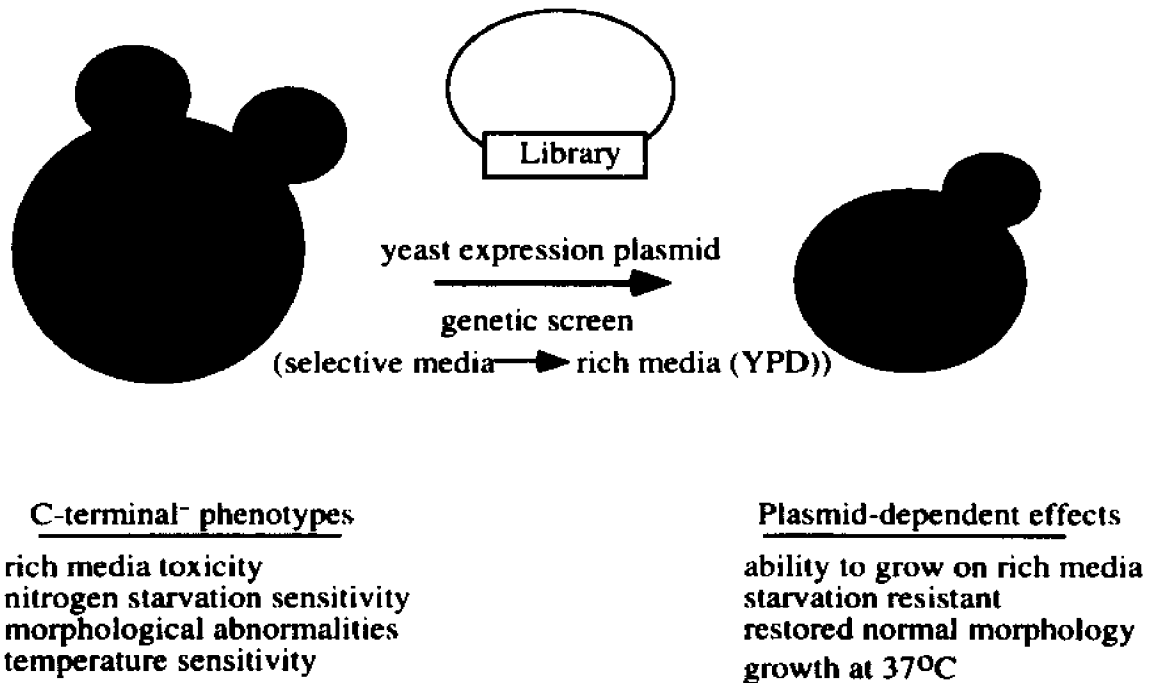 Library
yeast expression plasmid
genetic screen
(selective media → rich media (YPD))
C-terminal⁻ phenotypes
rich media toxicity
nitrogen starvation sensitivity
morphological abnormalities
temperature sensitivity
Plasmid-dependent effects
ability to grow on rich media
starvation resistant
restored normal morphology
growth at 37ºC